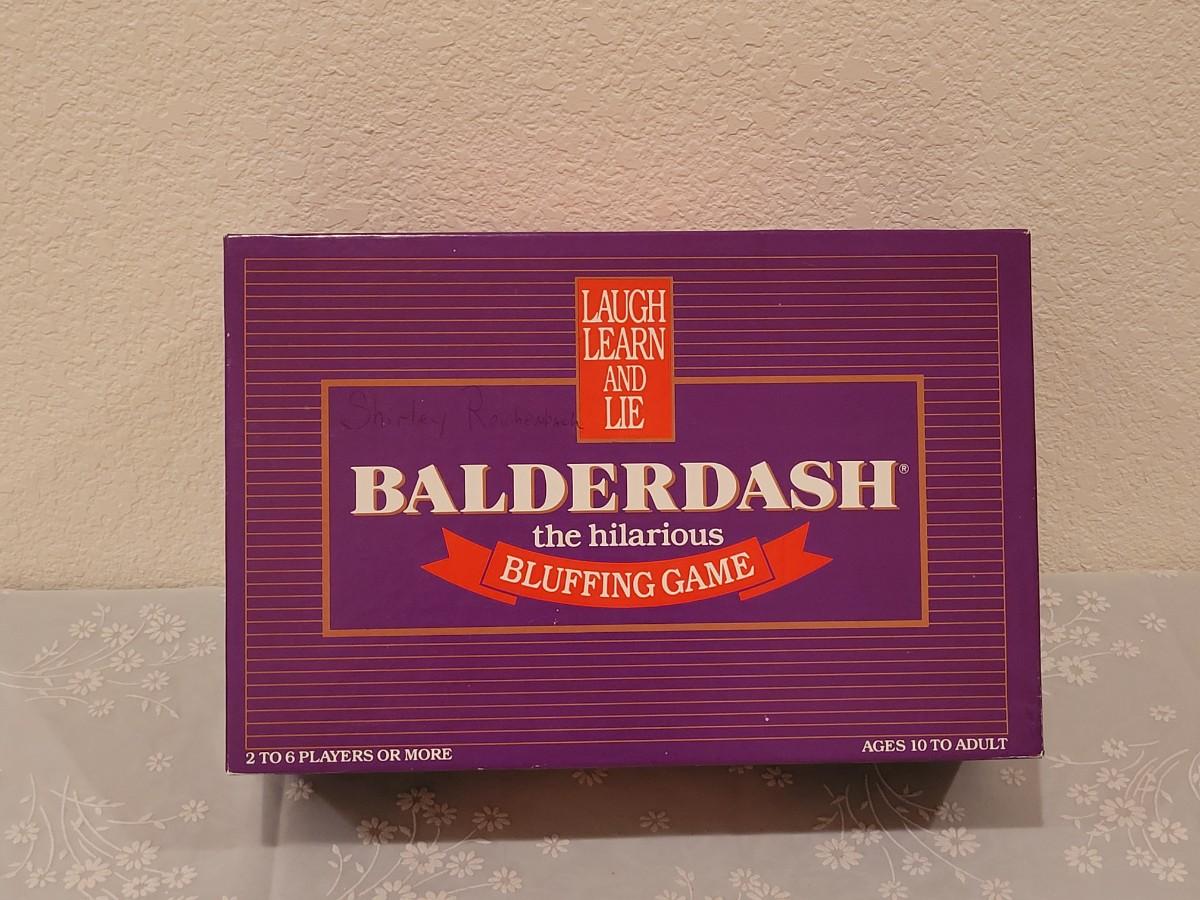 LAUGH
LEARN
AND
LIE
Shirley
BALDERDASH®
the hilarious
BLUFFING GAME
2 TO 6 PLAYERS OR MORE
AGES 10 TO ADULT